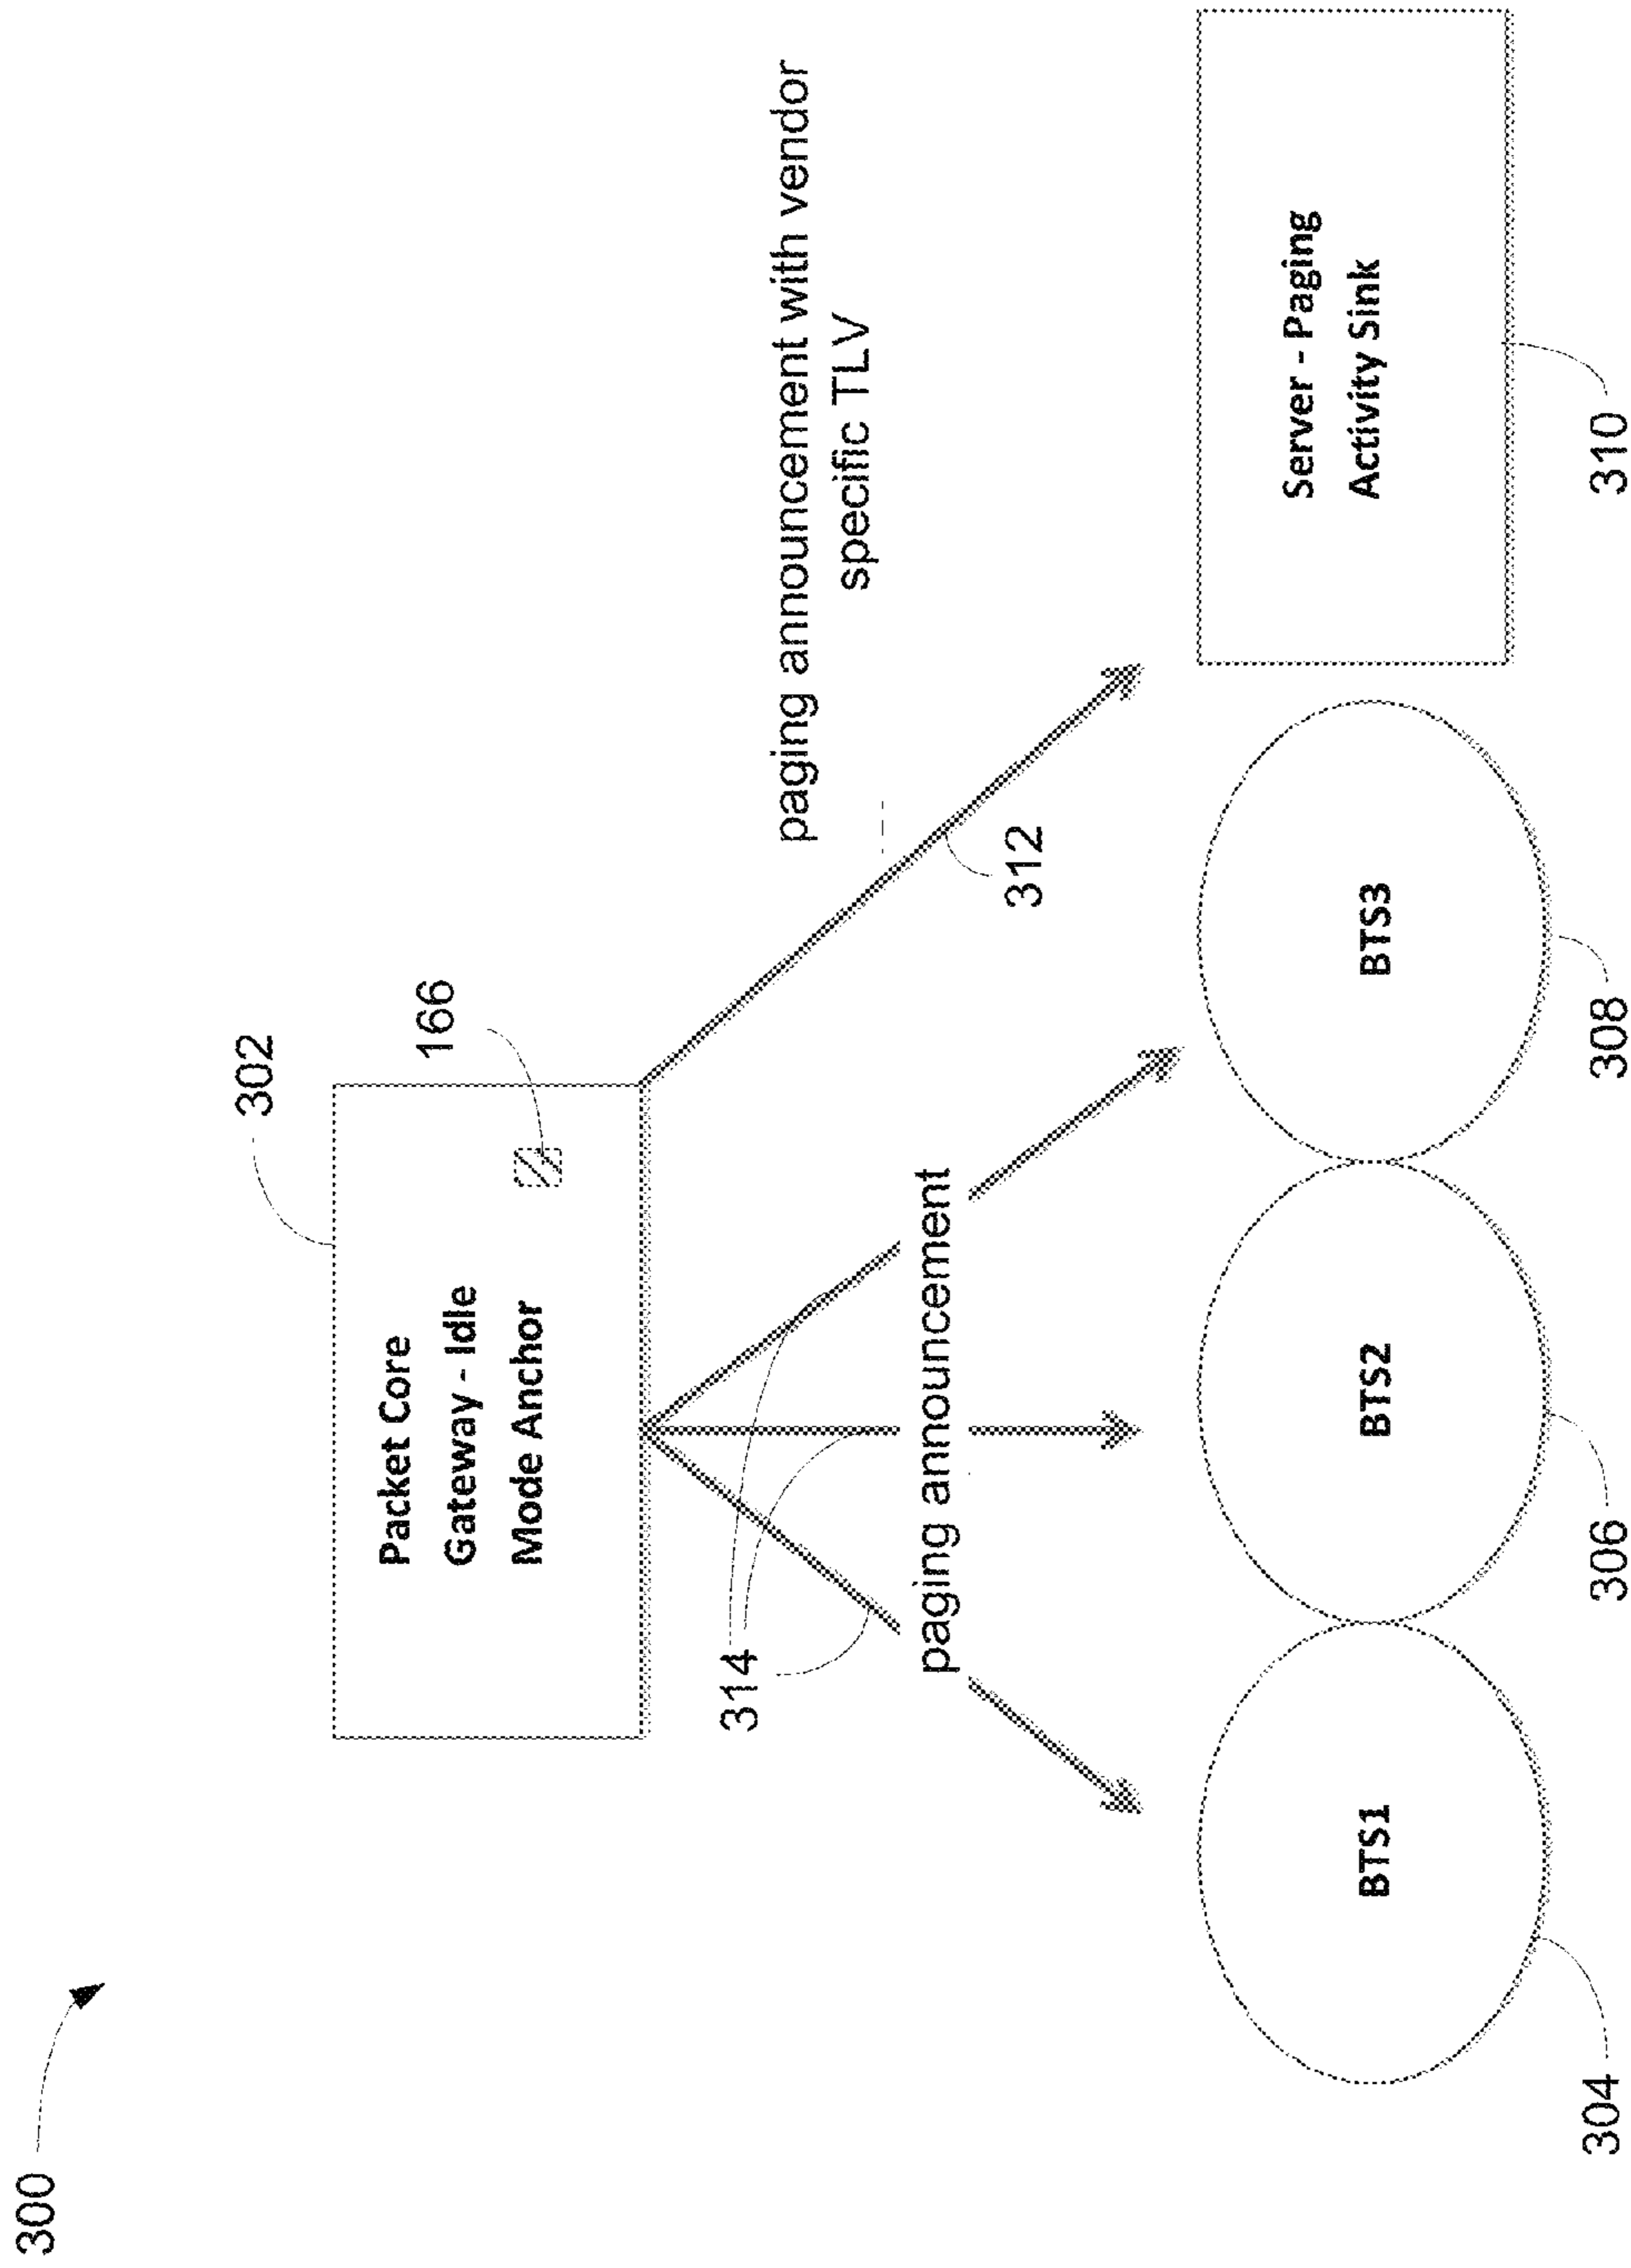 300
302
Packet Core
Gateway - Idle
Mode Anchor
166
314
paging announcement with vendor
specific TLV
paging announcement
312
BTS1
BTS2
BTS3
Server - Paging
Activity Sink
304
306
308
310